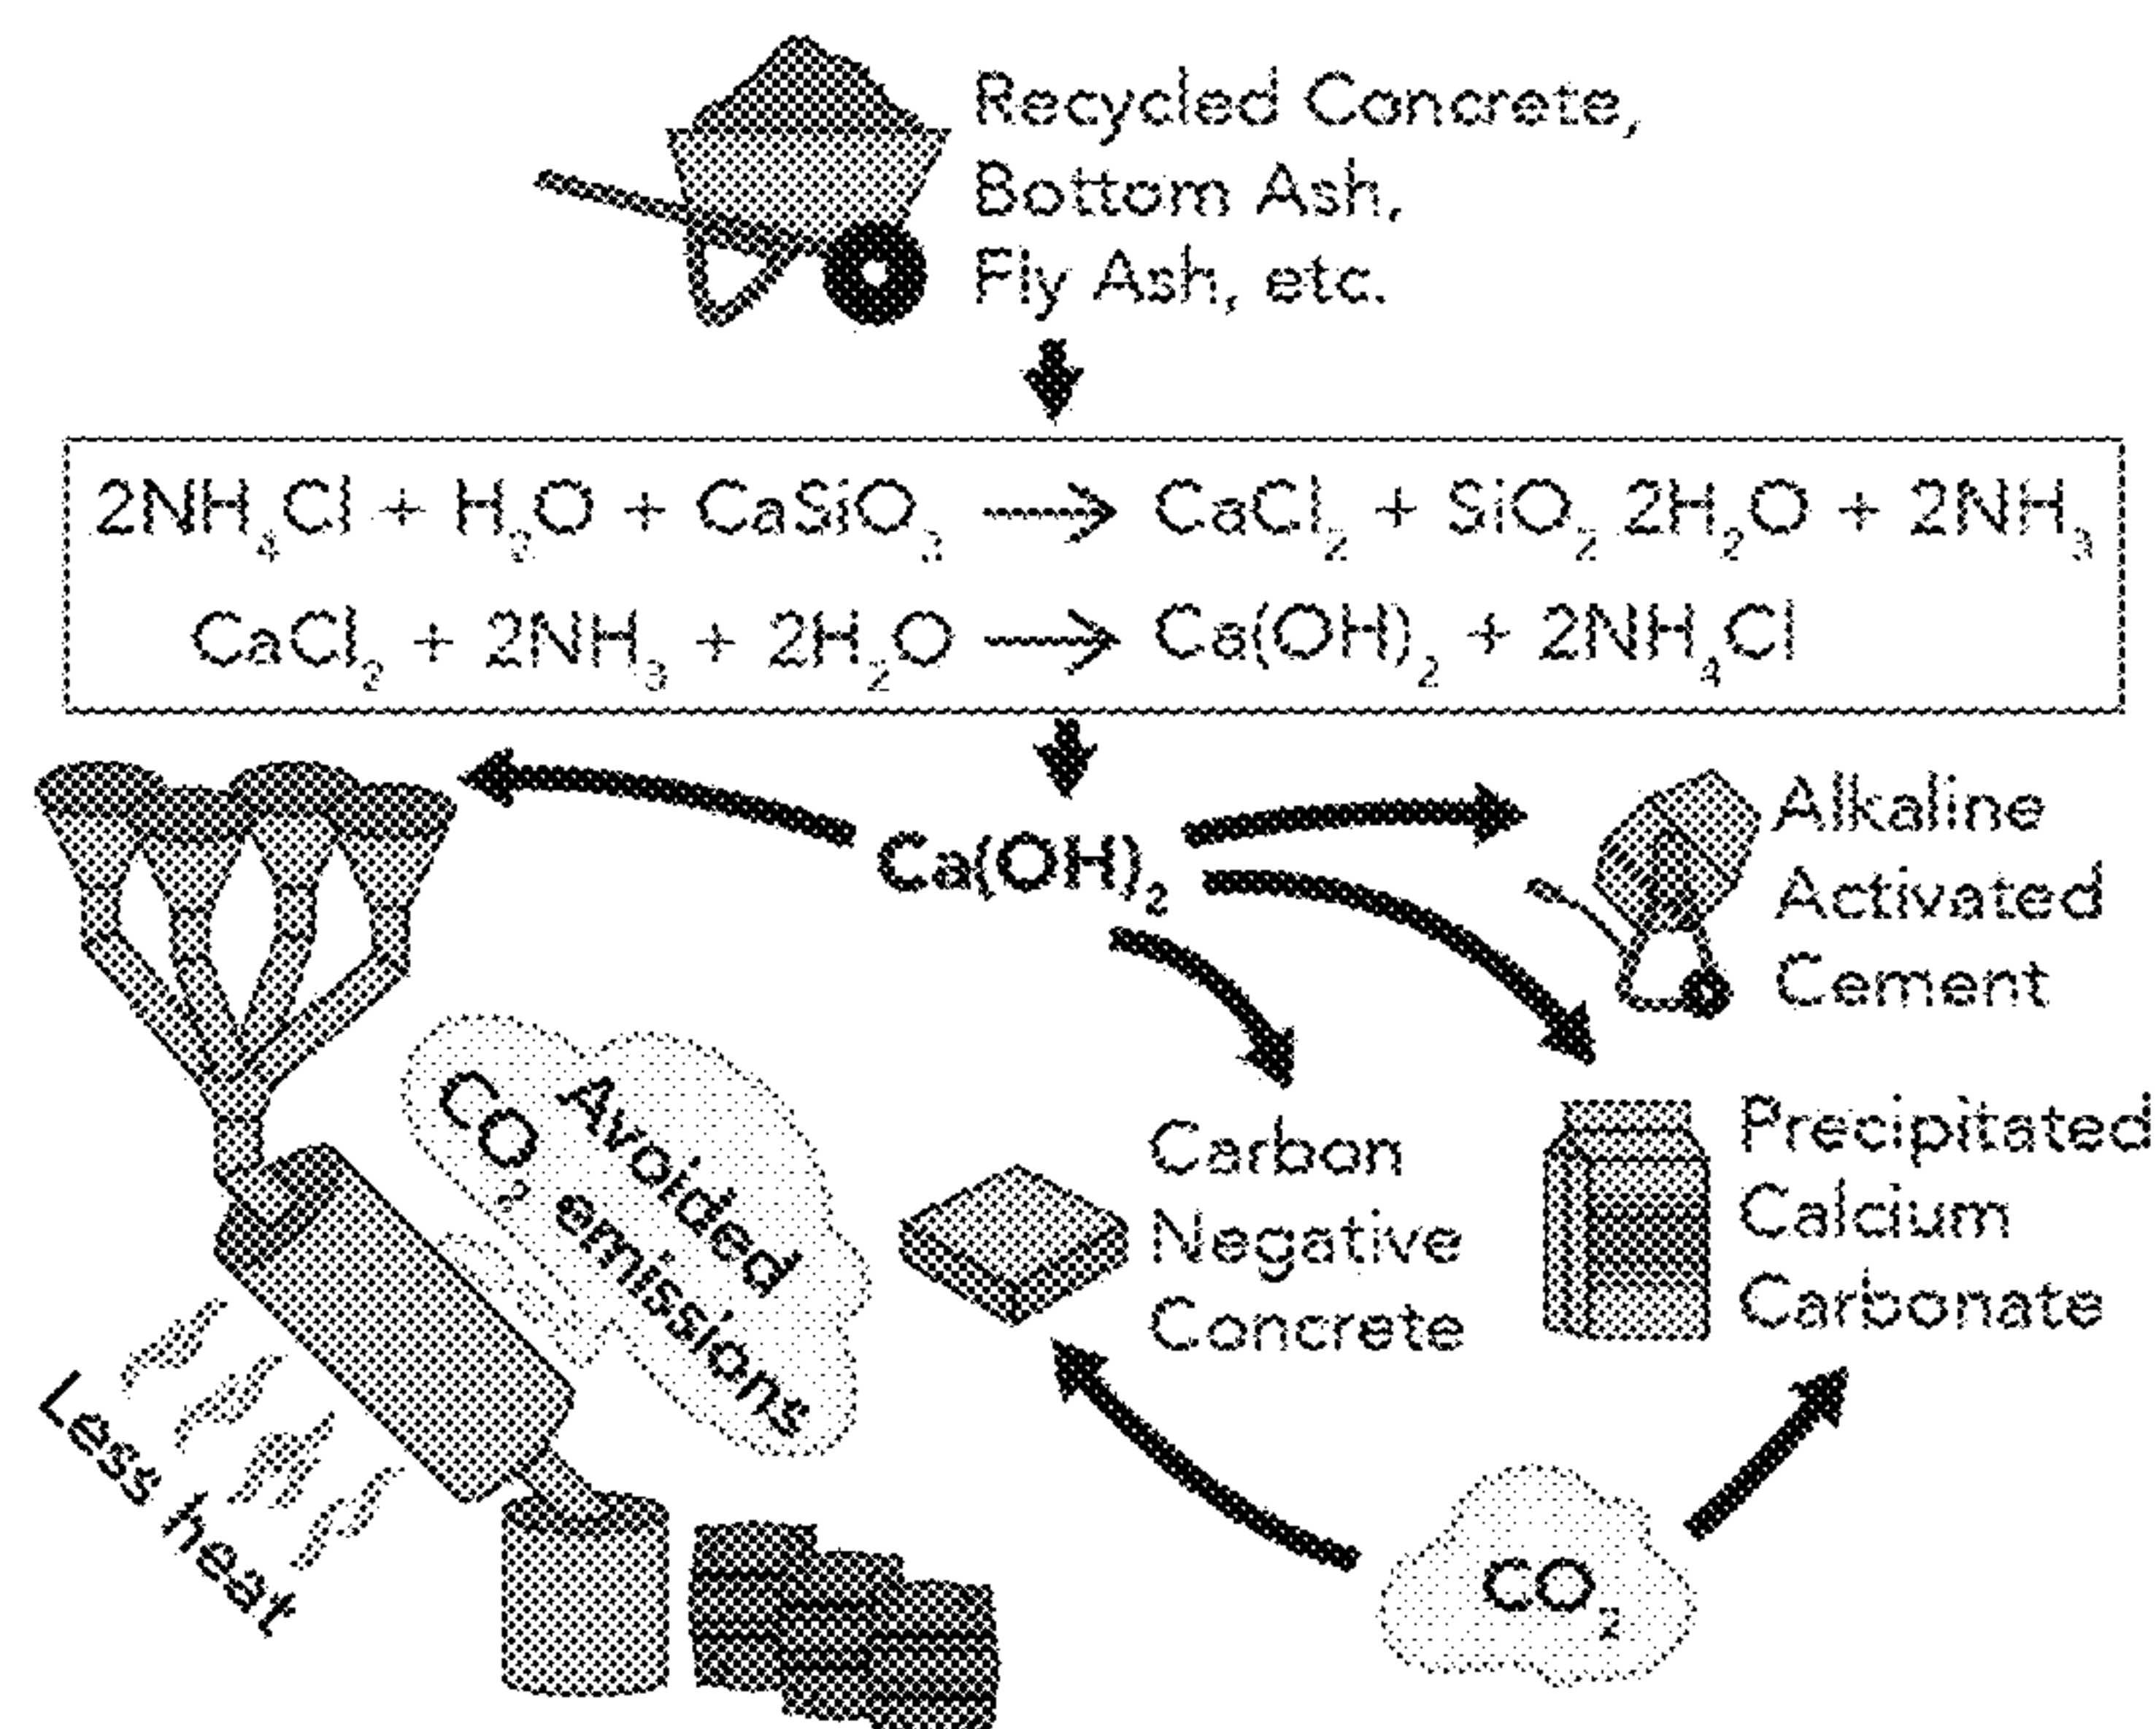 Recycled Concrete,
Bottom Ash,
Fly Ash, etc.
2NH₄Cl + H₂O + CaSiO₃ → CaCl₂ + SiO₂ 2H₂O + 2NH₃
CaCl₂ + 2NH₃ + 2H₂O → Ca(OH)₂ + 2NH₄Cl
Ca(OH)₂
Alkaline
Activated
Cement
Avoided
CO₂ emissions
Less heat
Carbon
Negative
Concrete
Precipitated
Calcium
Carbonate
CO₂